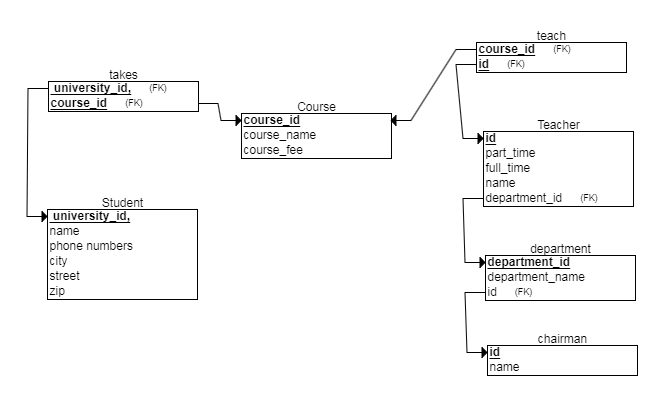 takes
university_id, (FK)
course_id (FK)
Student
university_id,
name
phone numbers
city
street
zip
Course
course_id
course_name
course_fee
teach
course_id (FK)
id (FK)
Teacher
id
part_time
full_time
name
department_id (FK)
department
department_id
department_name
id (FK)
chairman
id
name